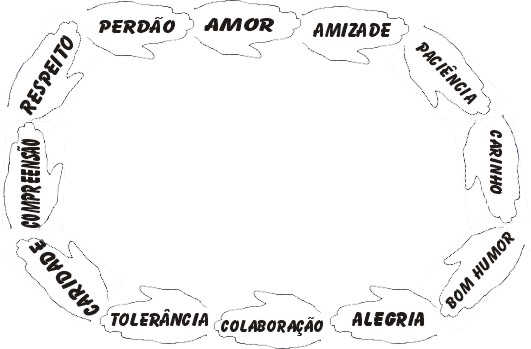 PERDÃO
AMOR
AMIZADE
PACIÊNCIA
CARINHO
BOM HUMOR
ALEGRIA
COLABORAÇÃO
TOLERÂNCIA
CARIDADE
COMPREENSÃO
RESPEITO